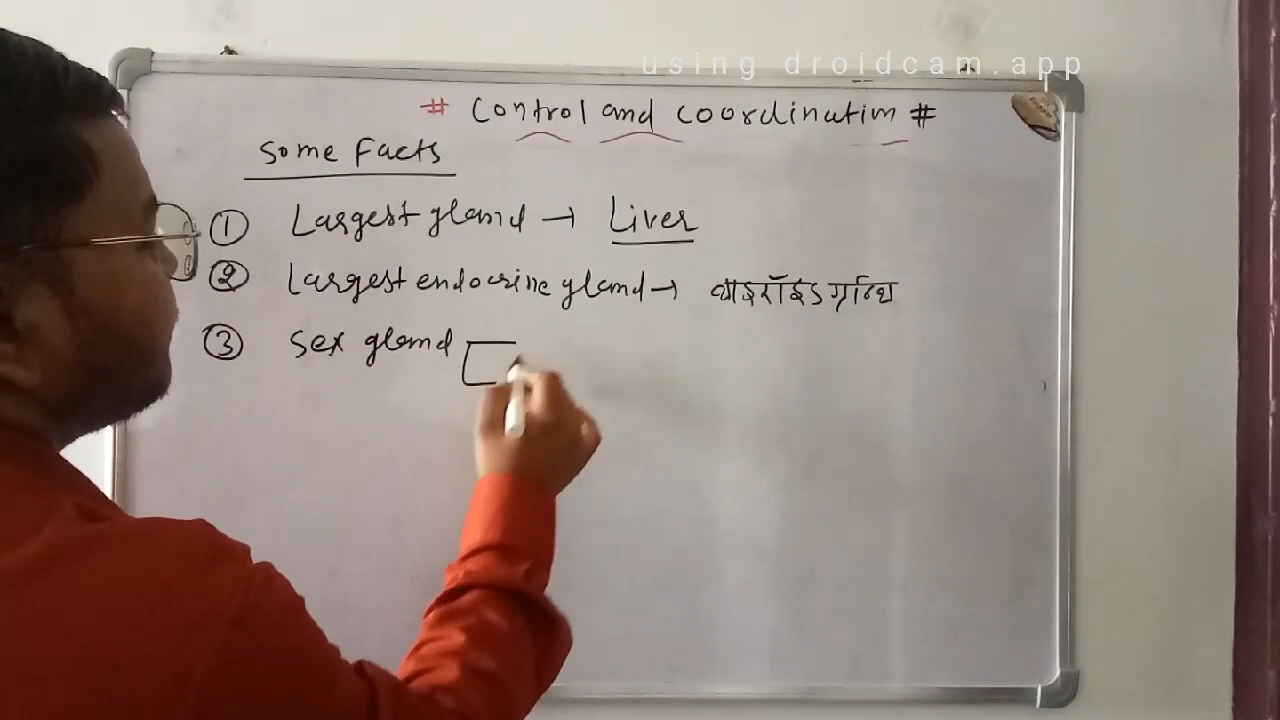 using droidcam.app
# Control and coordination #
Some Facts
① Largest gland → Liver
② Largest endocrine gland → थाइरॉइड ग्रन्थि
③ Sex gland